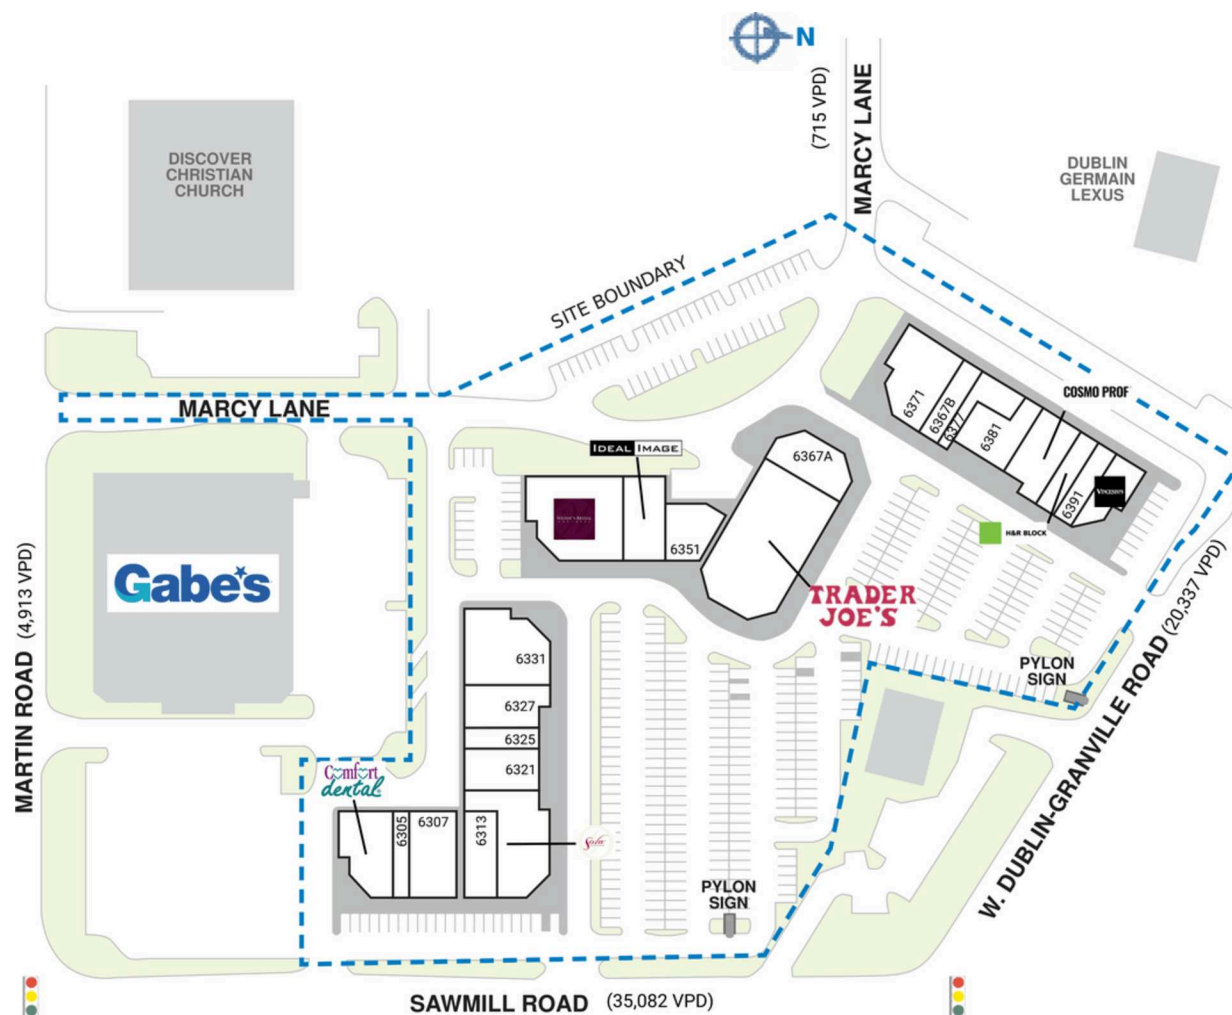 N
(715 VPD)
MARCY LANE
DISCOVER
CHRISTIAN
CHURCH
DUBLIN
GERMAIN
LEXUS
SITE BOUNDARY
MARCY LANE
COSMO PROF
6371
6367B
6377
6381
6391
H&R BLOCK
IDEAL IMAGE
6367A
6351
TRADER
JOE'S
Gabe's
MARTIN ROAD (4,913 VPD)
6331
6327
6325
6321
6313
Comfort
dental
6305
6307
PYLON
SIGN
PYLON
SIGN
W. DUBLIN-GRANVILLE ROAD (20,337 VPD)
SAWMILL ROAD (35,082 VPD)